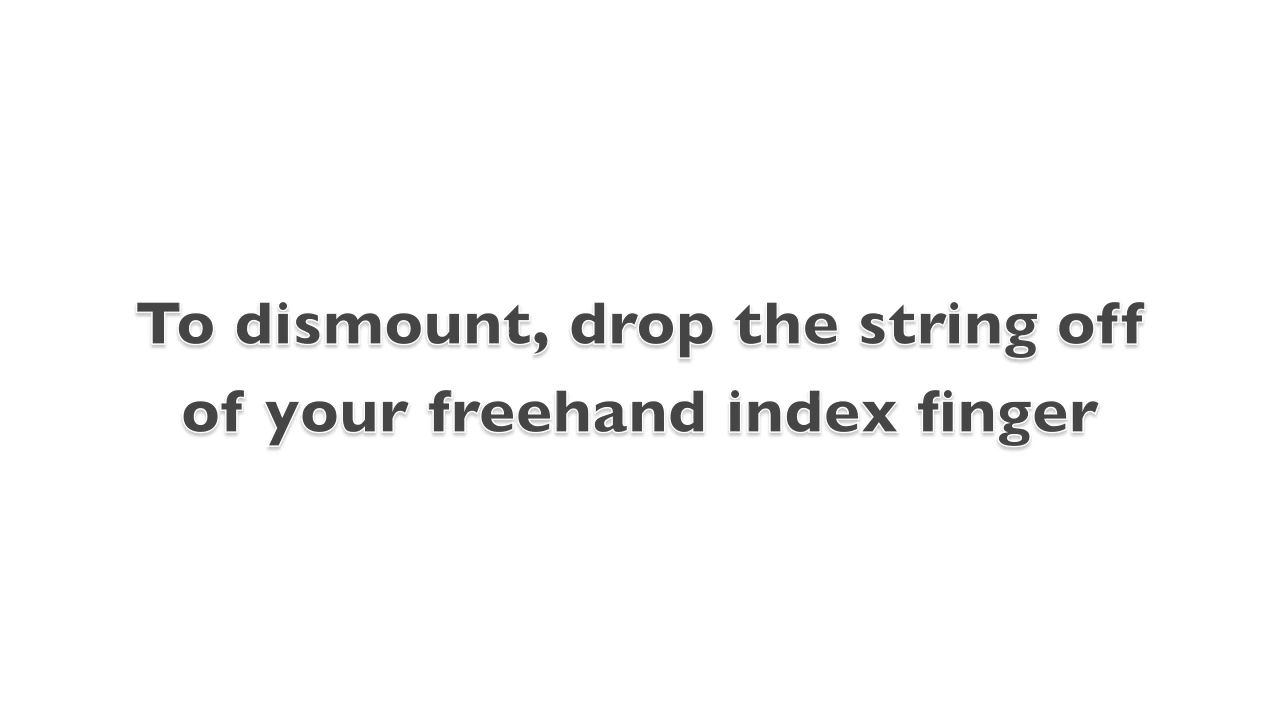 To dismount, drop the string off
of your freehand index finger